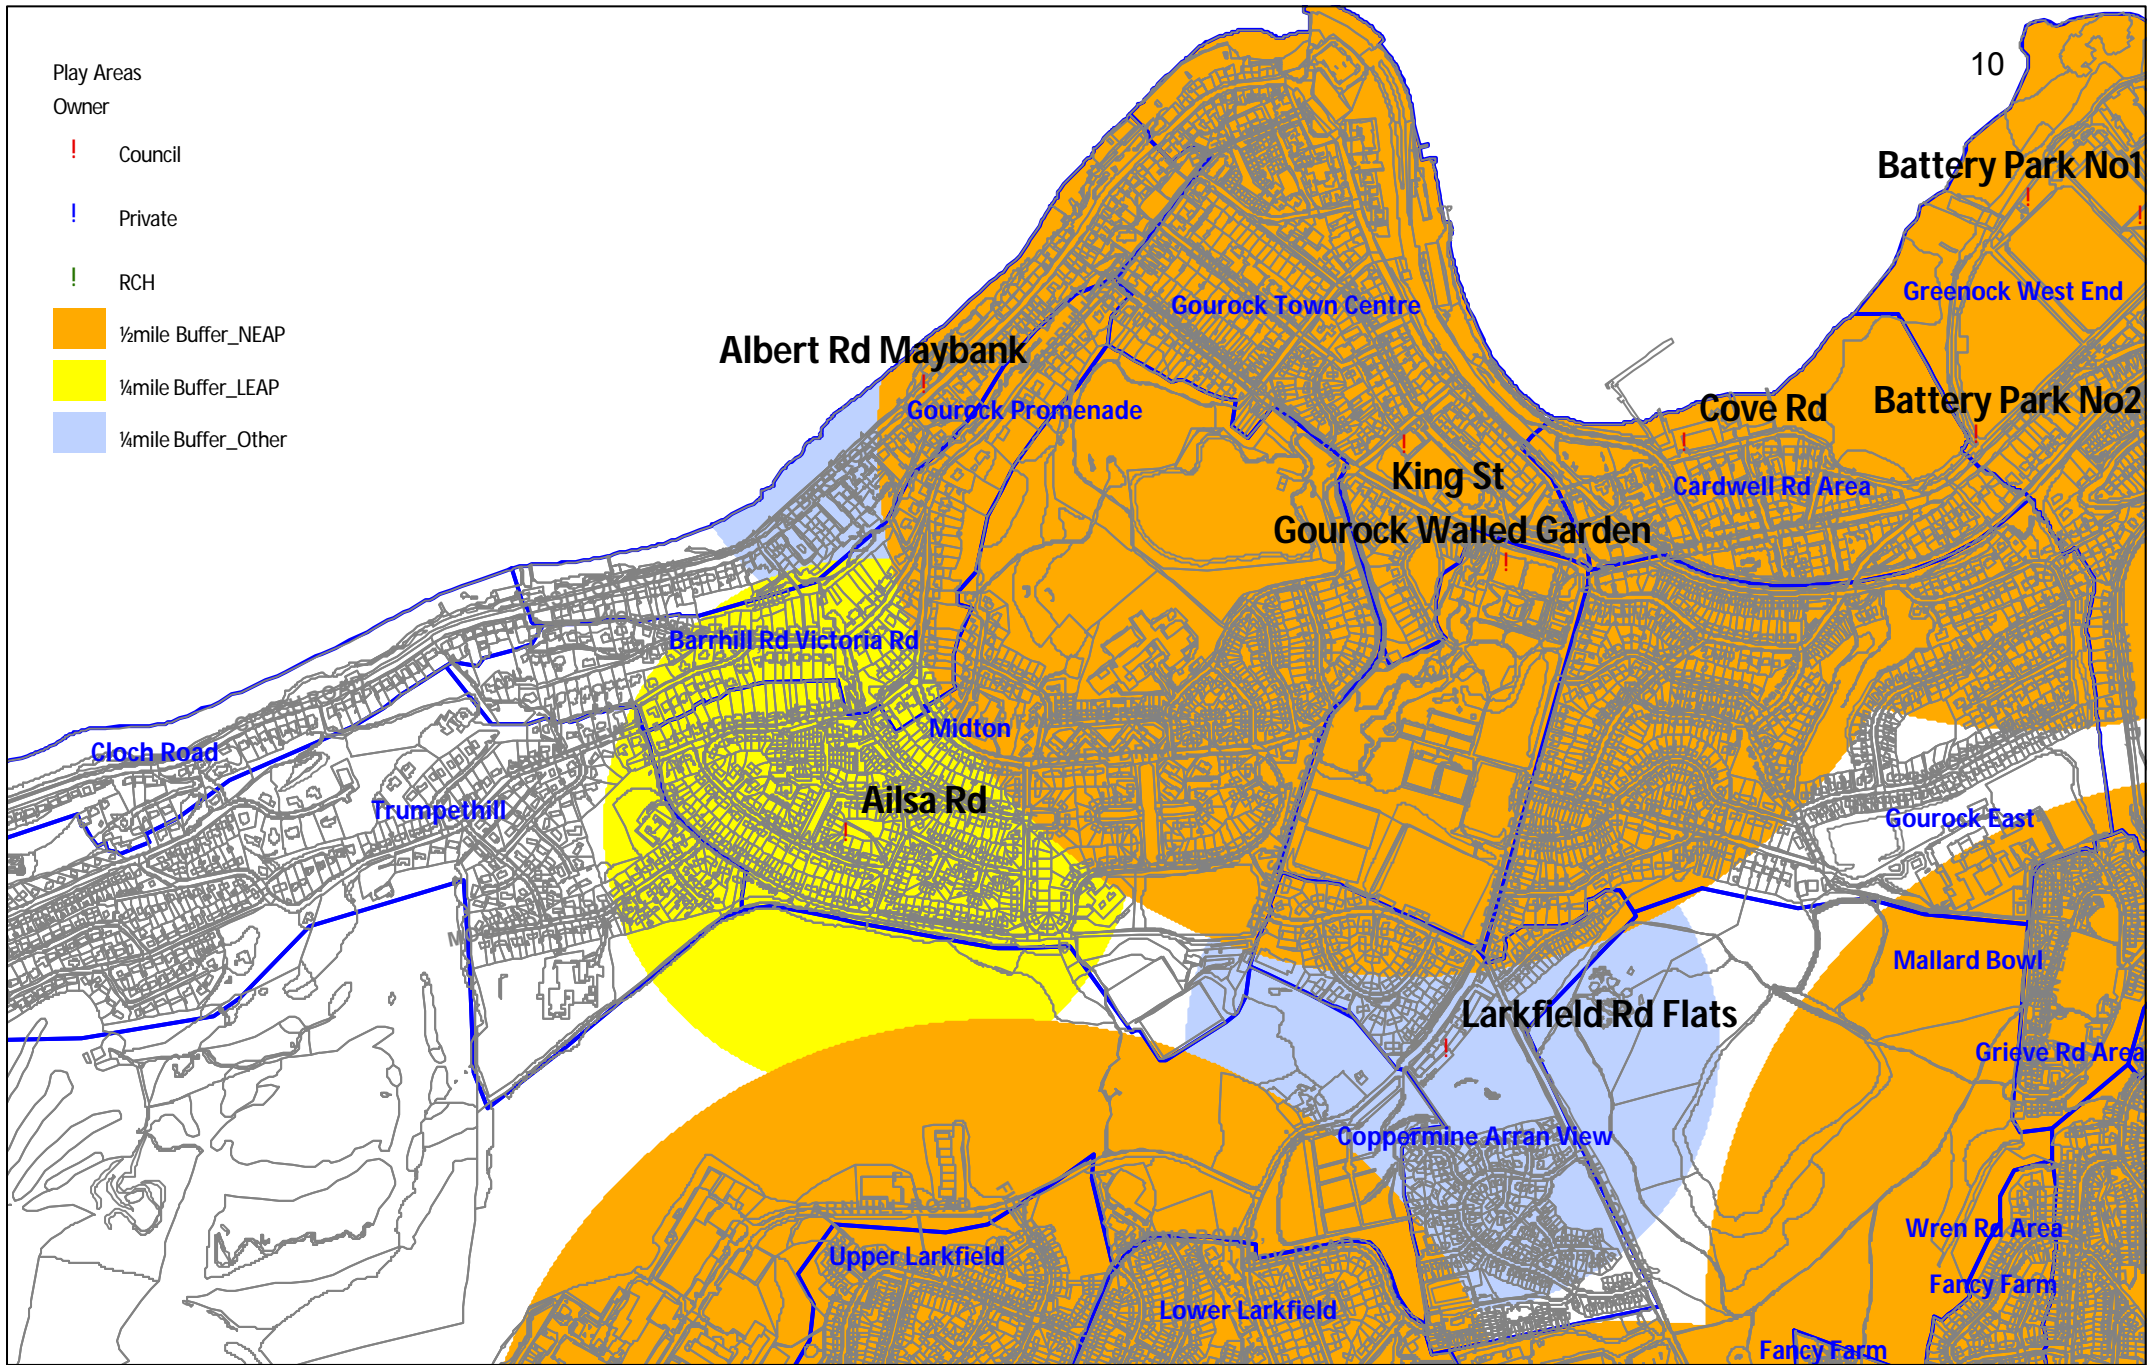 Play Areas
Owner
! Council
! Private
! RCH
½mile Buffer_NEAP
¼mile Buffer_LEAP
¼mile Buffer_Other
10
Battery Park No1
Greenock West End
Gourock Town Centre
Albert Rd Maybank
Gourock Promenade
Cove Rd
Battery Park No2
King St
Cardwell Rd Area
Gourock Walled Garden
Barrhill Rd Victoria Rd
Midton
Cloch Road
Trumpethill
Ailsa Rd
Gourock East
Mallard Bowl
Larkfield Rd Flats
Grieve Rd Area
Coppermine Arran View
Wren Rd Area
Upper Larkfield
Fancy Farm
Lower Larkfield
Fancy Farm